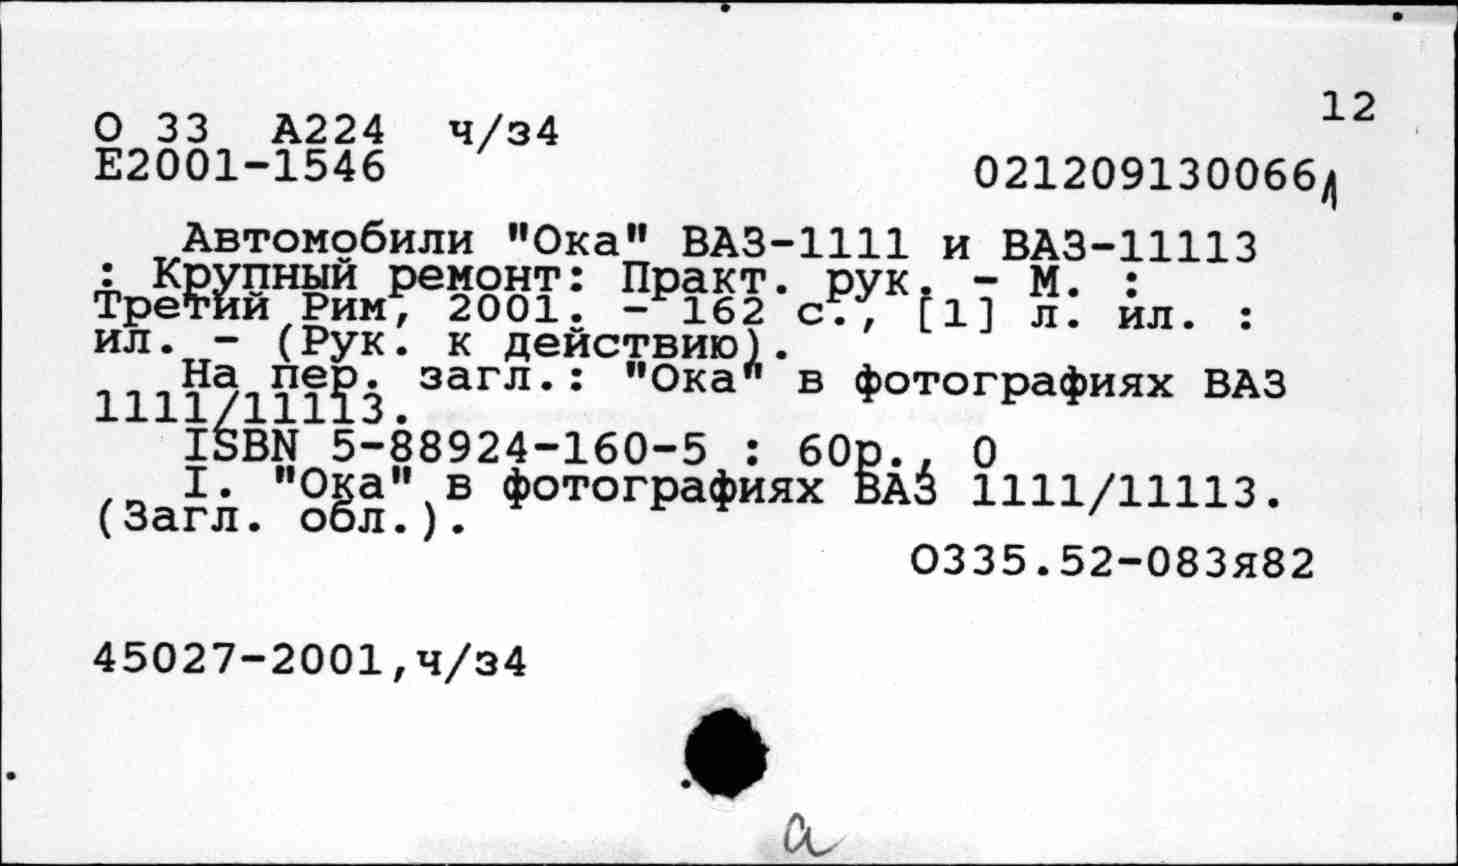 12
О 33 А224 ч/з4
Е2001-1546
021209130066д
Автомобили "Ока" ВАЗ-1111 и ВАЗ-11113
: Крупный ремонт: Практ. рук. - М. :
Третий Рим, 2001. - 162 с., [1] л. ил. :
ил. - (Рук. к действию).
На пер. загл.: "Ока" в фотографиях ВАЗ
1111/11113.
ISBN 5-88924-160-5 : 60р., 0
I. "Ока" в фотографиях ВАЗ 1111/11113.
(Загл. обл.).
О335.52-083я82
45027-2001,ч/з4
а